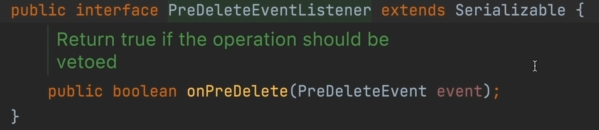 public interface PreDeleteEventListener extends Serializable {
Return true if the operation should be
vetoed
public boolean onPreDelete(PreDeleteEvent event);
}